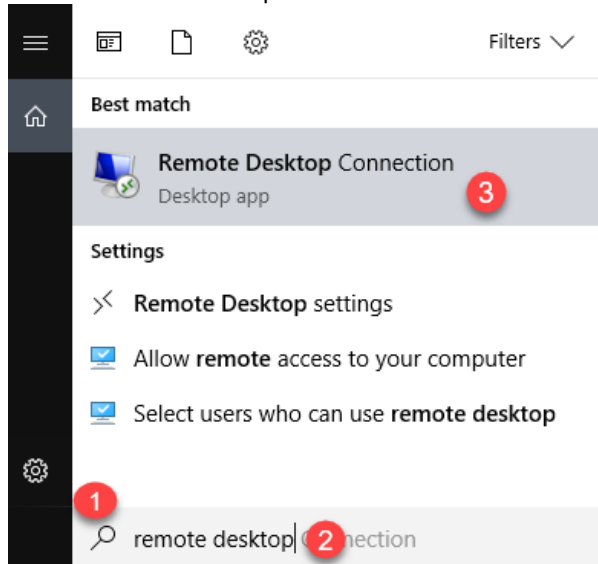 Filters
Best match
Remote Desktop Connection
Desktop app
3
Settings
Remote Desktop settings
Allow remote access to your computer
Select users who can use remote desktop
1
remote desktop 2 nection